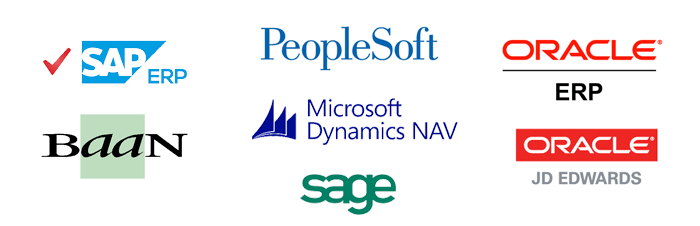 SAP
ERP
BaaN
PeopleSoft
Microsoft
Dynamics NAV
sage
ORACLE®
ERP
ORACLE®
JD EDWARDS